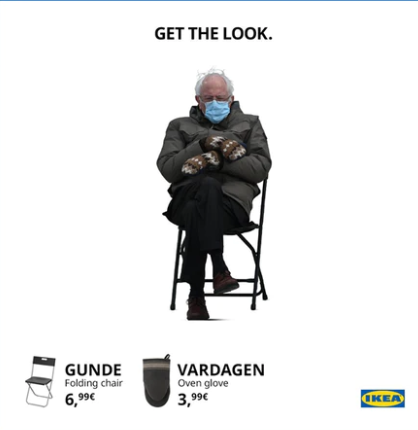 GET THE LOOK.
GUNDE
Folding chair
6,99€
VARDAGEN
Oven glove
3,99€
IKEA